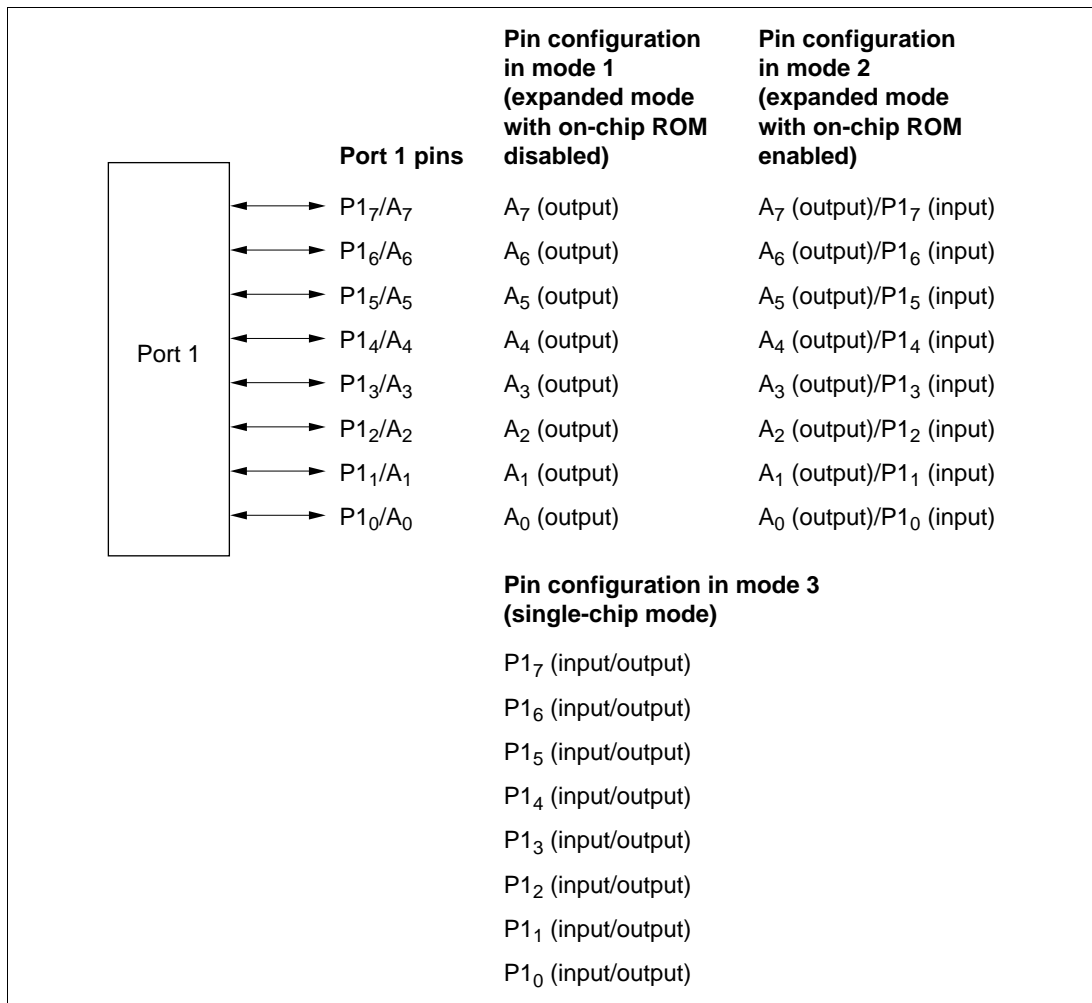 Pin configuration
in mode 1
(expanded mode
with on-chip ROM
disabled)
Pin configuration
in mode 2
(expanded mode
with on-chip ROM
enabled)
Port 1 pins
Port 1
P1₇/A₇ A₇ (output) A₇ (output)/P1₇ (input)
P1₆/A₆ A₆ (output) A₆ (output)/P1₆ (input)
P1₅/A₅ A₅ (output) A₅ (output)/P1₅ (input)
P1₄/A₄ A₄ (output) A₄ (output)/P1₄ (input)
P1₃/A₃ A₃ (output) A₃ (output)/P1₃ (input)
P1₂/A₂ A₂ (output) A₂ (output)/P1₂ (input)
P1₁/A₁ A₁ (output) A₁ (output)/P1₁ (input)
P1₀/A₀ A₀ (output) A₀ (output)/P1₀ (input)
Pin configuration in mode 3
(single-chip mode)
P1₇ (input/output)
P1₆ (input/output)
P1₅ (input/output)
P1₄ (input/output)
P1₃ (input/output)
P1₂ (input/output)
P1₁ (input/output)
P1₀ (input/output)